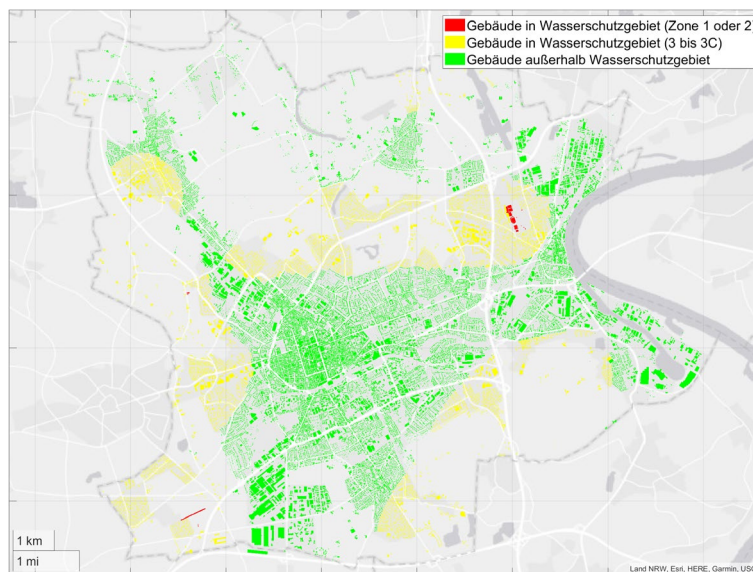 Gebäude in Wasserschutzgebiet (Zone 1 oder 2)
Gebäude in Wasserschutzgebiet (3 bis 3C)
Gebäude außerhalb Wasserschutzgebiet
1 km
1 mi
Land NRW, Esri, HERE, Garmin, USG